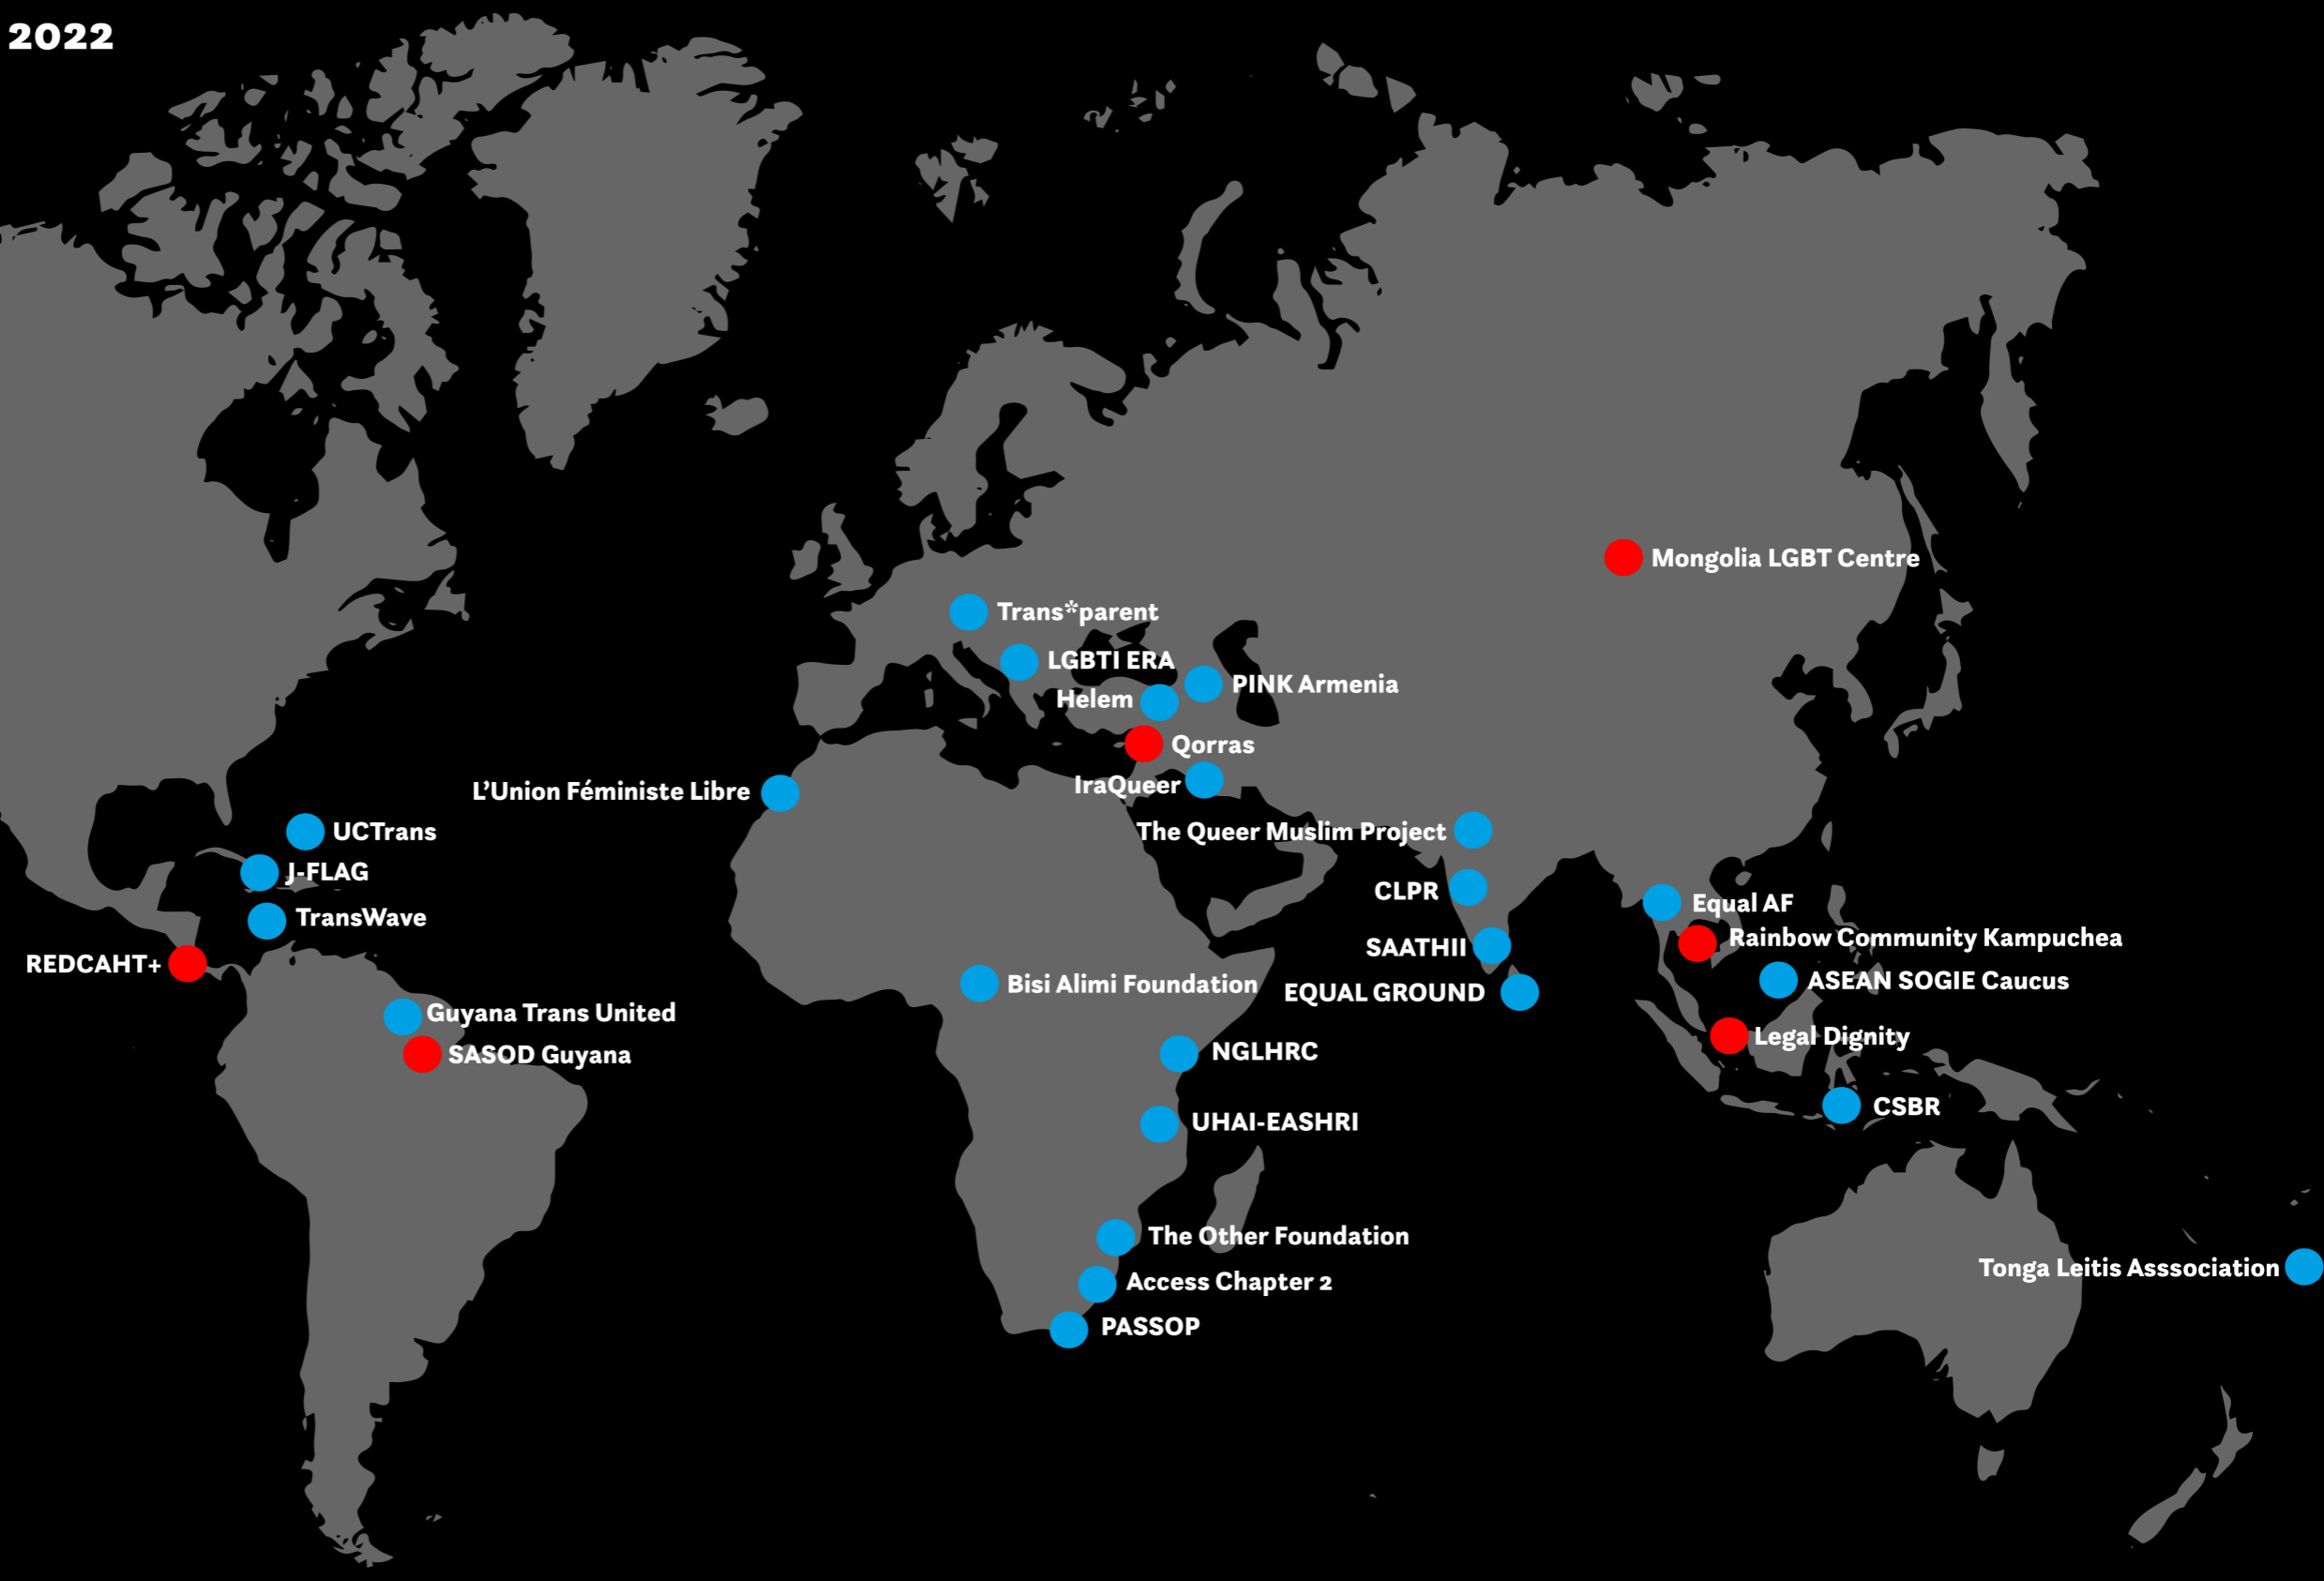 2022
Mongolia LGBT Centre
Trans*parent
LGBTI ERA
PINK Armenia
Helem
Qorras
IraQueer
L’Union Féministe Libre
UCTrans
The Queer Muslim Project
J-FLAG
CLPR
Equal AF
TransWave
Rainbow Community Kampuchea
SAATHII
REDCAHT+
ASEAN SOGIE Caucus
Bisi Alimi Foundation
EQUAL GROUND
Guyana Trans United
Legal Dignity
NGLHRC
SASOD Guyana
CSBR
UHAI-EASHRI
The Other Foundation
Tonga Leitis Asssociation
Access Chapter 2
PASSOP